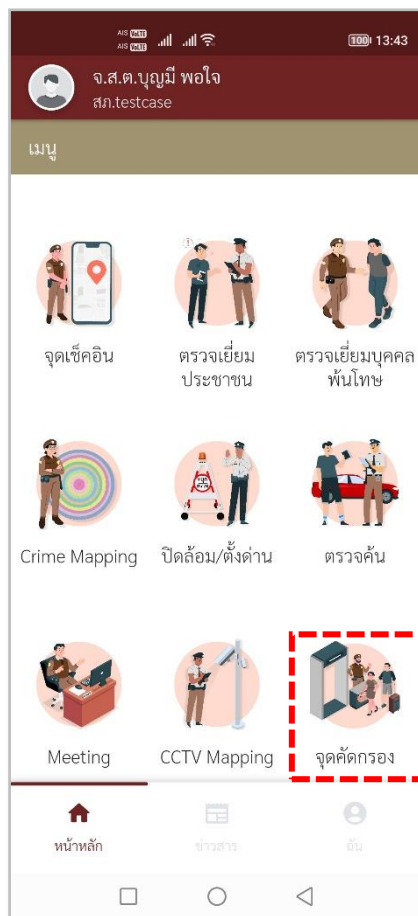 AIS VoLTE
AIS VoLTE
100 13:43
จ.ส.ต.บุญมี พอใจ
สภ.testcase
เมนู
จุดเช็คอิน
ตรวจเยี่ยม
ประชาชน
ตรวจเยี่ยมบุคคล
พ้นโทษ
Crime Mapping
ปิดล้อม/ตั้งด่าน
ตรวจค้น
Meeting
CCTV Mapping
จุดคัดกรอง
หน้าหลัก
ข่าวสาร
ฉัน